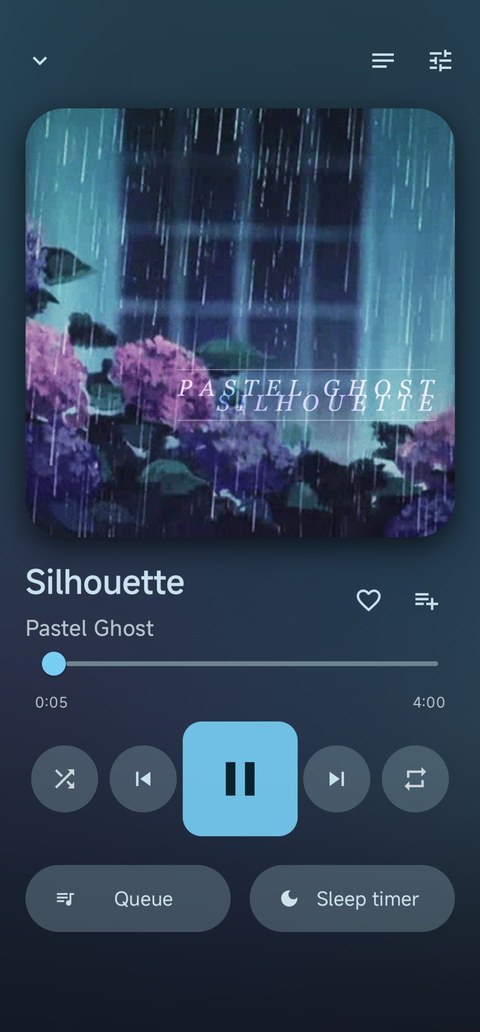 PASTEL GHOST
SILHOUETTE
Silhouette
Pastel Ghost
0:05
4:00
Queue
Sleep timer